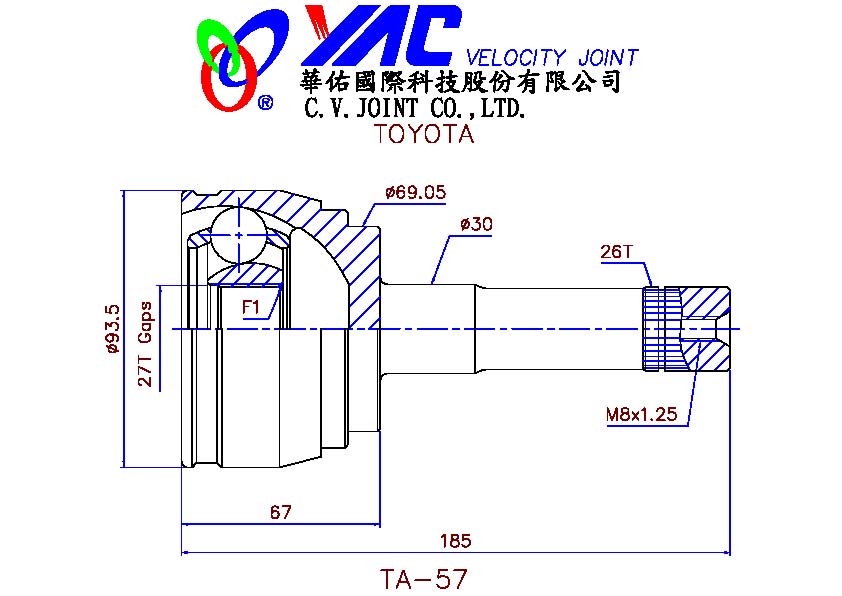 YAC VELOCITY JOINT
®
華佑國際科技股份有限公司
C.V.JOINT CO.,LTD.
TOYOTA
ø69.05
ø30
26T
F1
ø93.5
27T Gaps
M8x1.25
67
185
TA-57